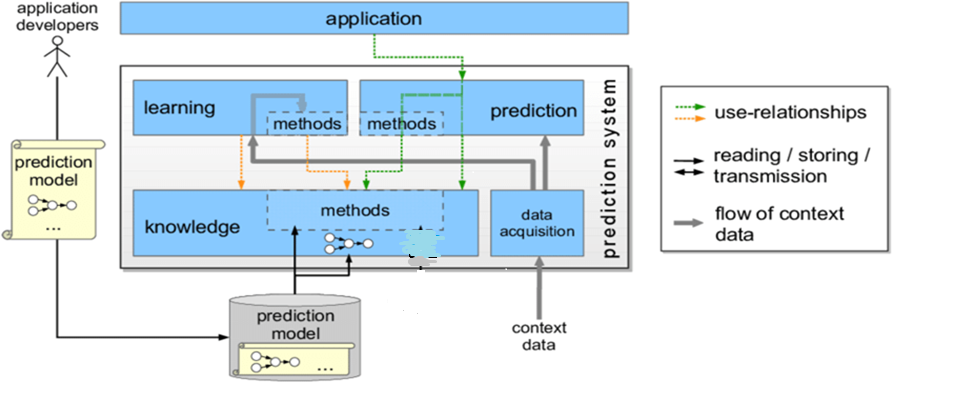 application
developers
application
learning
methods
methods
prediction
prediction
model
...
methods
knowledge
data
acquisition
prediction system
prediction
model
...
context
data
use-relationships
reading / storing /
transmission
flow of context
data